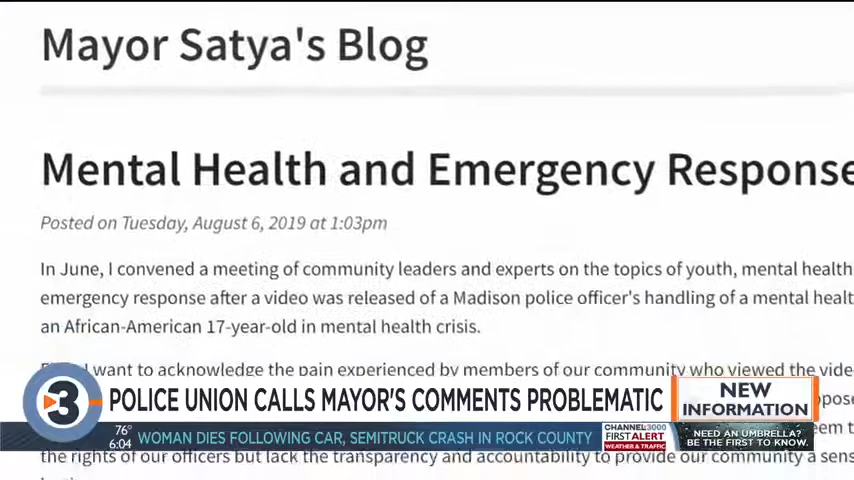 Mayor Satya's Blog
Mental Health and Emergency Response
Posted on Tuesday, August 6, 2019 at 1:03pm
In June, I convened a meeting of community leaders and experts on the topics of youth, mental health
emergency response after a video was released of a Madison police officer's handling of a mental healt
an African-American 17-year-old in mental health crisis.
I want to acknowledge the pain experienced by members of our community who viewed the vide
3
POLICE UNION CALLS MAYOR'S COMMENTS PROBLEMATIC
NEW
INFORMATION
76°
6:04
WOMAN DIES FOLLOWING CAR, SEMITRUCK CRASH IN ROCK COUNTY
CHANNEL3000
FIRST ALERT
WEATHER & TRAFFIC
NEED AN UMBRELLA?
BE THE FIRST TO KNOW.
the rights of our officers but lack the transparency and accountability to provide our community a sens